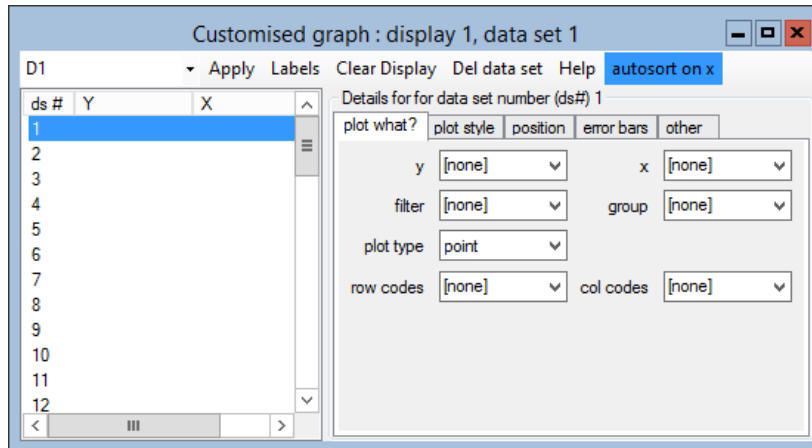 Customised graph : display 1, data set 1
D1 Apply Labels Clear Display Del data set Help autosort on x
ds # Y X
1
2
3
4
5
6
7
8
9
10
11
12
Details for for data set number (ds#) 1
plot what? plot style position error bars other
y [none] x [none]
filter [none] group [none]
plot type point
row codes [none] col codes [none]